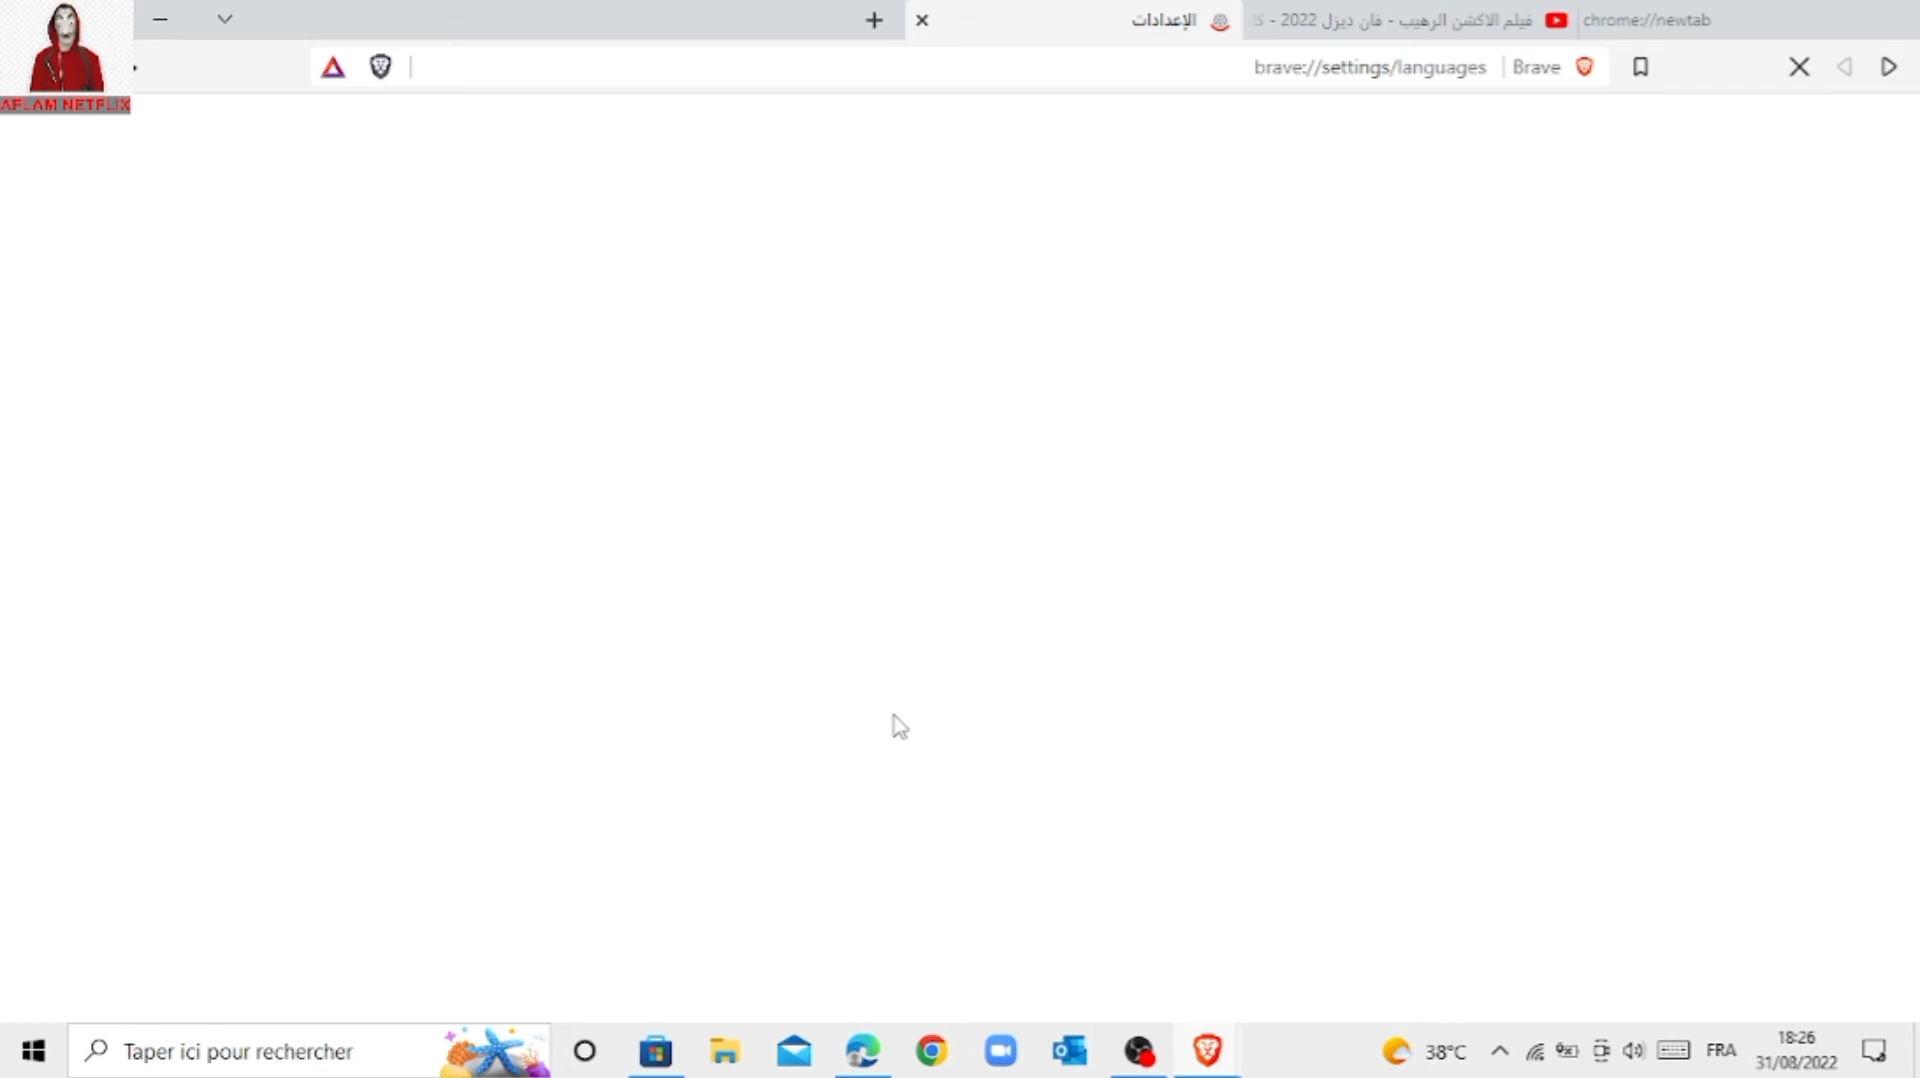 الإعدادات
فيلم الاكشن الرهيب - فان ديزل 2022 -
chrome://newtab
brave://settings/languages
Brave
AFLAM NETFLIX
Taper ici pour rechercher
38°C
FRA
18:26
31/08/2022